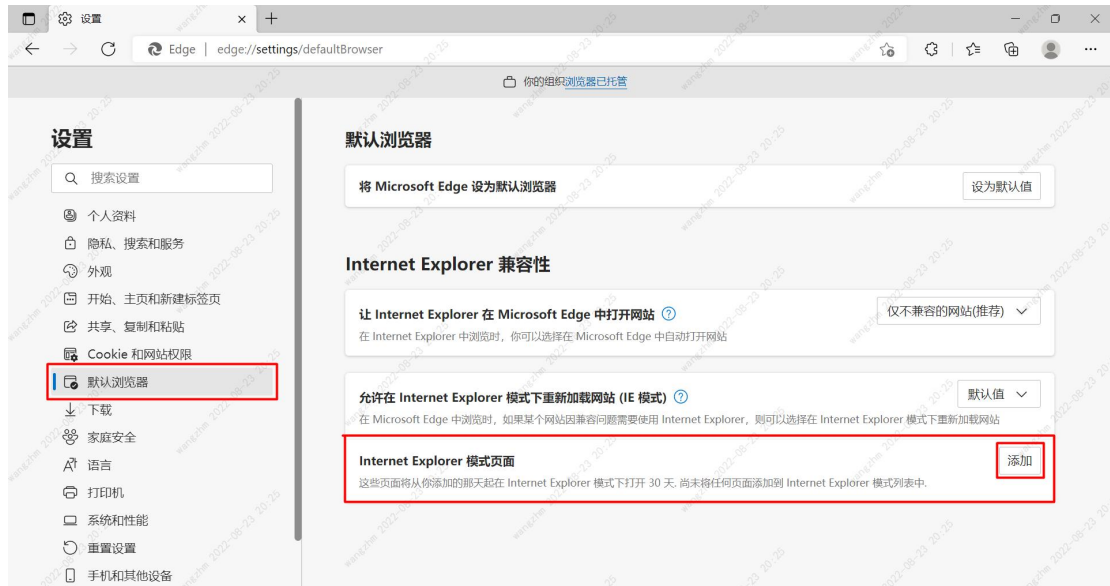 设置
Edge | edge://settings/defaultBrowser
你的组织浏览器已托管
设置
搜索设置
个人资料
隐私、搜索和服务
外观
开始、主页和新建标签页
共享、复制和粘贴
Cookie 和网站权限
默认浏览器
下载
家庭安全
语言
打印机
系统和性能
重置设置
手机和其他设备
默认浏览器
将 Microsoft Edge 设为默认浏览器
设为默认值
Internet Explorer 兼容性
让 Internet Explorer 在 Microsoft Edge 中打开网站
仅不兼容的网站(推荐)
在 Internet Explorer 中浏览时，你可以选择在 Microsoft Edge 中自动打开网站
允许在 Internet Explorer 模式下重新加载网站 (IE 模式)
默认值
在 Microsoft Edge 中浏览时，如果某个网站因兼容问题需要使用 Internet Explorer，则可以选择在 Internet Explorer 模式下重新加载网站
Internet Explorer 模式页面
添加
这些页面将从你添加的那天起在 Internet Explorer 模式下打开 30 天. 尚未将任何页面添加到 Internet Explorer 模式列表中.
wangzhm 2022-08-23 20:25